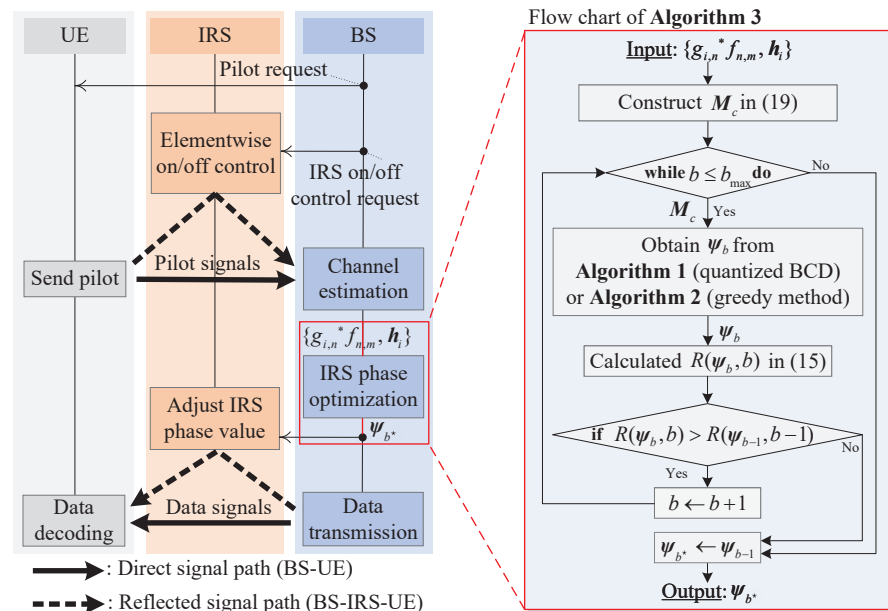 UE
IRS
BS
Pilot request
Elementwise
on/off control
IRS on/off
control request
Send pilot
Pilot signals
Channel
estimation
{g_{i,n}^* f_{n,m}, h_i}
IRS phase
optimization
Adjust IRS
phase value
ψ_{b⋆}
Data
decoding
Data signals
Data
transmission
: Direct signal path (BS-UE)
: Reflected signal path (BS-IRS-UE)
Flow chart of Algorithm 3
Input: {g_{i,n}^* f_{n,m}, h_i}
Construct M_c in (19)
while b ≤ b_max do
No
M_c
Yes
Obtain ψ_b from
Algorithm 1 (quantized BCD)
or Algorithm 2 (greedy method)
ψ_b
Calculated R(ψ_b, b) in (15)
if R(ψ_b, b) > R(ψ_{b-1}, b−1)
No
Yes
b ← b+1
ψ_{b⋆} ← ψ_{b−1}
Output: ψ_{b⋆}